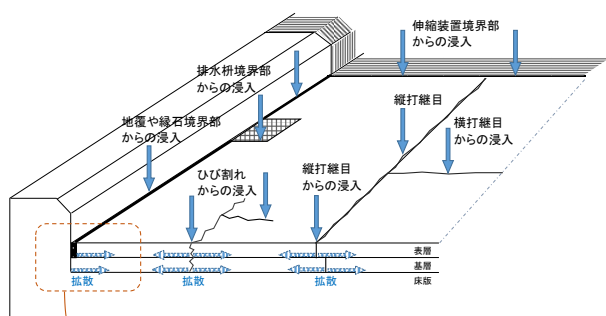 伸縮装置境界部
からの浸入
排水枡境界部
からの浸入
縦打継目
地覆や縁石境界部
からの浸入
横打継目
からの浸入
ひび割れ
からの浸入
縦打継目
からの浸入
表層
基層
床版
拡散
拡散
拡散